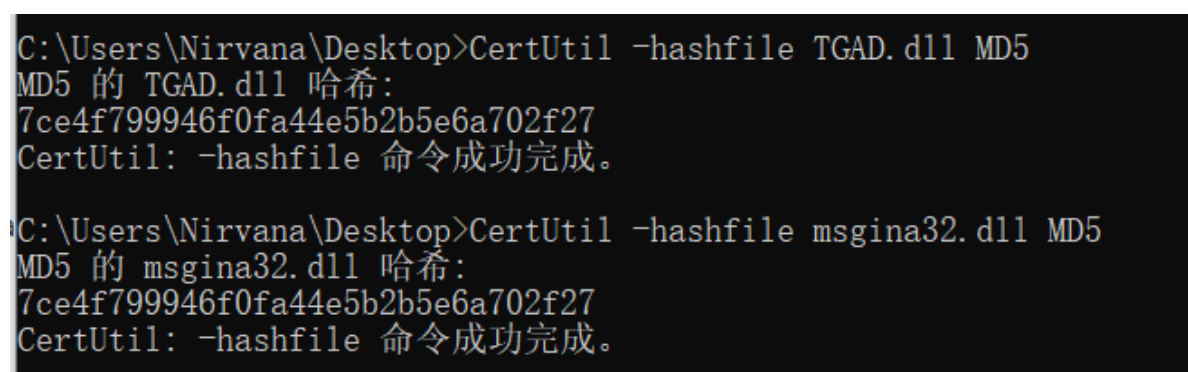 C:\Users\Nirvana\Desktop>CertUtil -hashfile TGAD.dll MD5
MD5 的 TGAD.dll 哈希:
7ce4f799946f0fa44e5b2b5e6a702f27
CertUtil: -hashfile 命令成功完成。
C:\Users\Nirvana\Desktop>CertUtil -hashfile msgina32.dll MD5
MD5 的 msgina32.dll 哈希:
7ce4f799946f0fa44e5b2b5e6a702f27
CertUtil: -hashfile 命令成功完成。